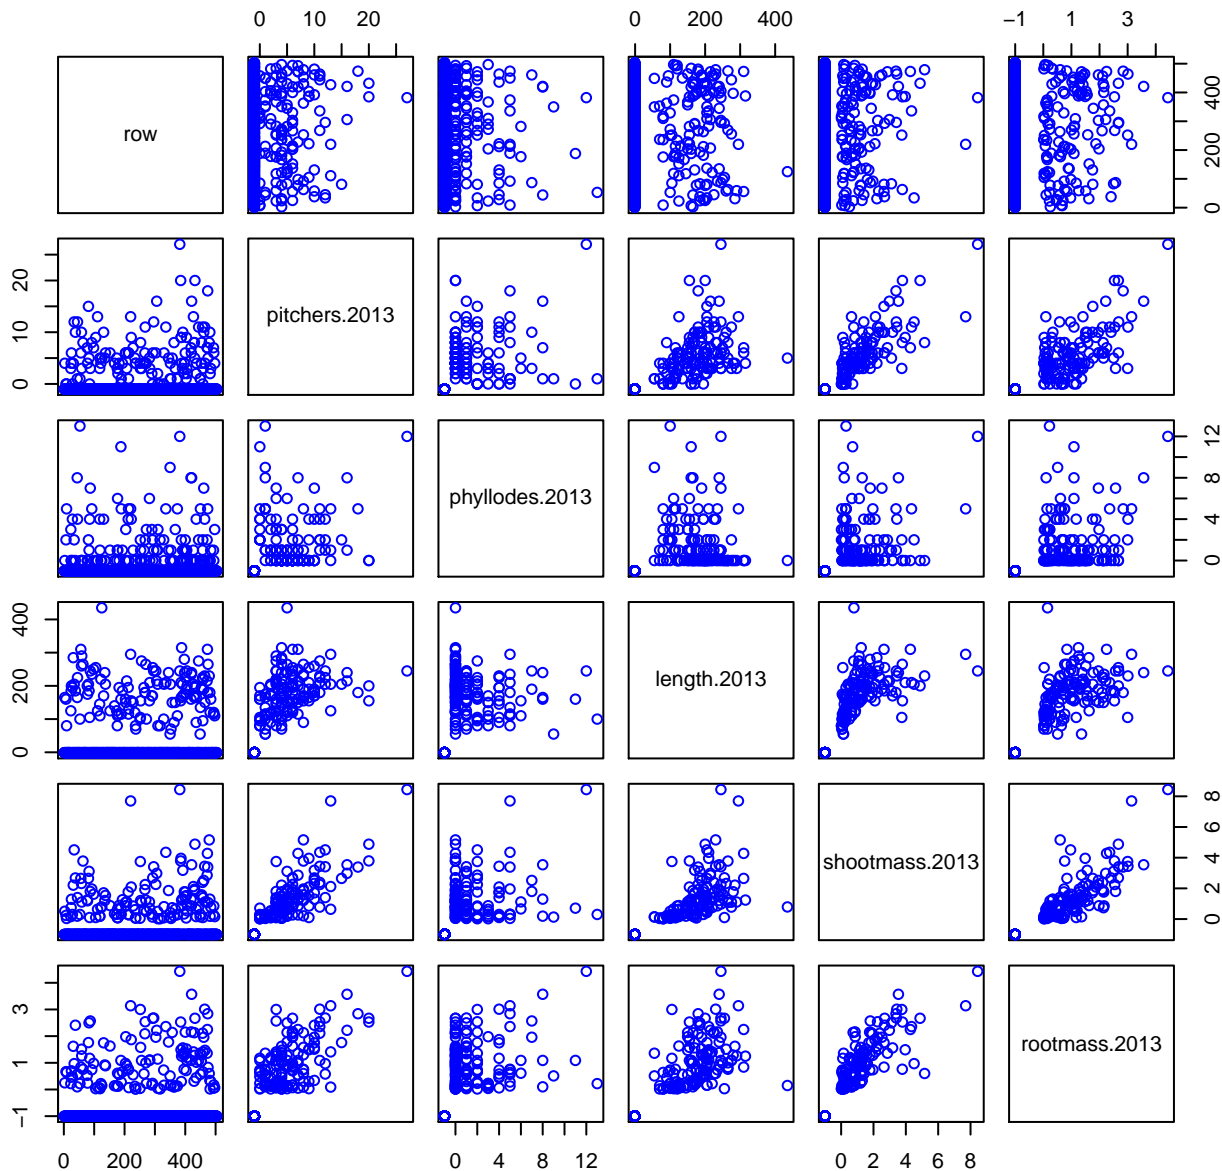 0 10 20 0 200 400 −1 1 3
row 0 200 400
0 10 20 pitchers.2013
phyllodes.2013 0 4 8 12
0 200 400 length.2013
shootmass.2013 0 2 4 6 8
−1 1 3 rootmass.2013
0 200 400 0 4 8 12 0 2 4 6 8